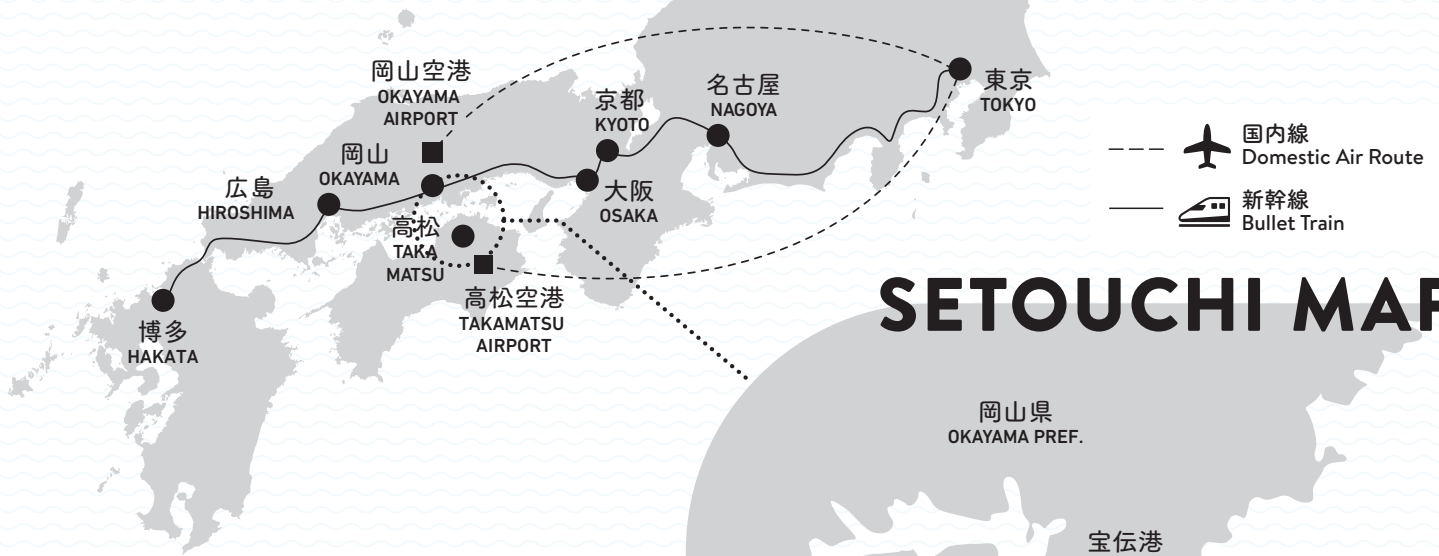 岡山空港
OKAYAMA
AIRPORT
岡山
OKAYAMA
広島
HIROSHIMA
博多
HAKATA
高松
TAKA
MATSU
高松空港
TAKAMATSU
AIRPORT
京都
KYOTO
大阪
OSAKA
名古屋
NAGOYA
東京
TOKYO
国内線
Domestic Air Route
新幹線
Bullet Train
SETOUCHI MAP
岡山県
OKAYAMA PREF.
宝伝港